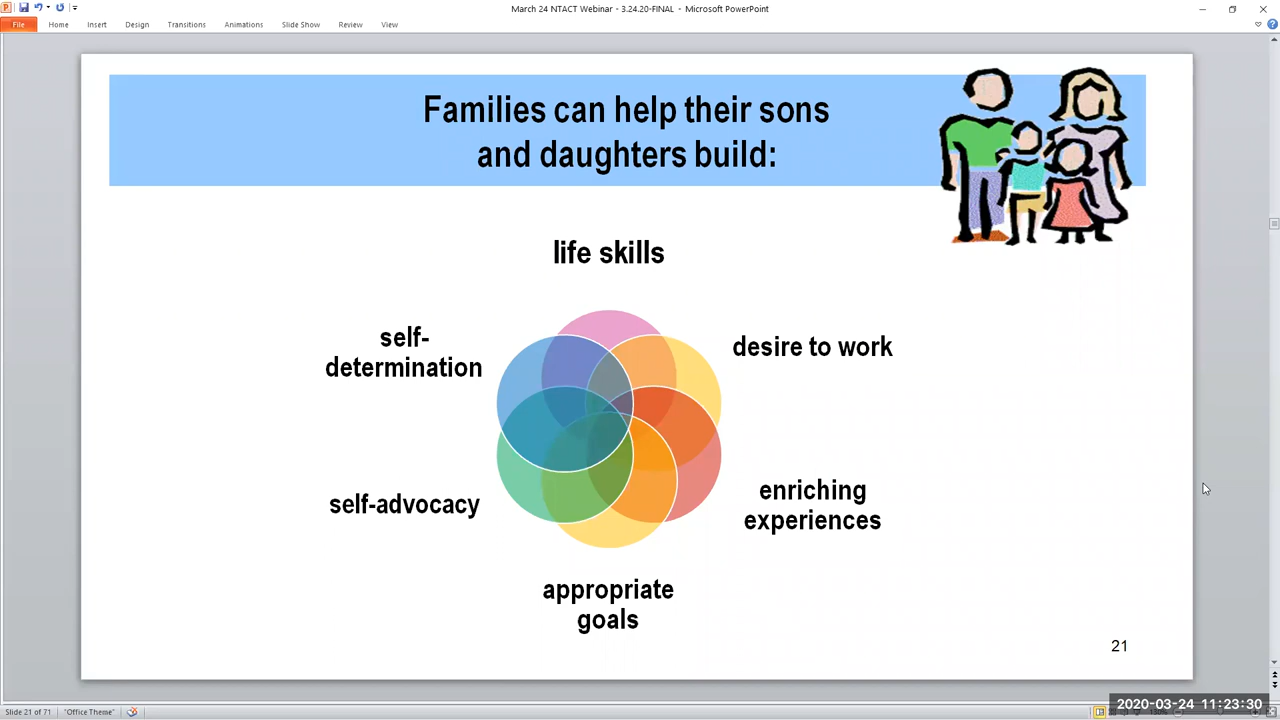 March 24 NTACT Webinar - 3.24.20-FINAL - Microsoft PowerPoint
File Home Insert Design Transitions Animations Slide Show Review View
Families can help their sons
and daughters build:
life skills
self-
determination
desire to work
self-advocacy
enriching
experiences
appropriate
goals
21
2020-03-24 11:23:30
Slide 21 of 71 "Office Theme"